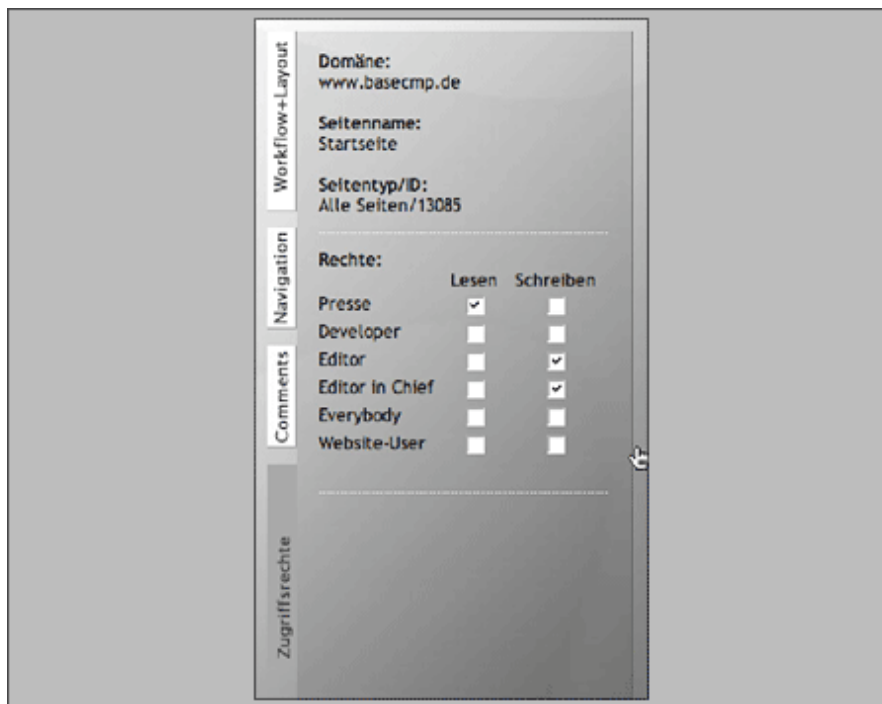 Workflow+Layout
Navigation
Comments
Zugriffsrechte
Domäne:
www.basecmp.de
Seitenname:
Startseite
Seitentyp/ID:
Alle Seiten/13085
Rechte:
Lesen Schreiben
Presse
Developer
Editor
Editor in Chief
Everybody
Website-User